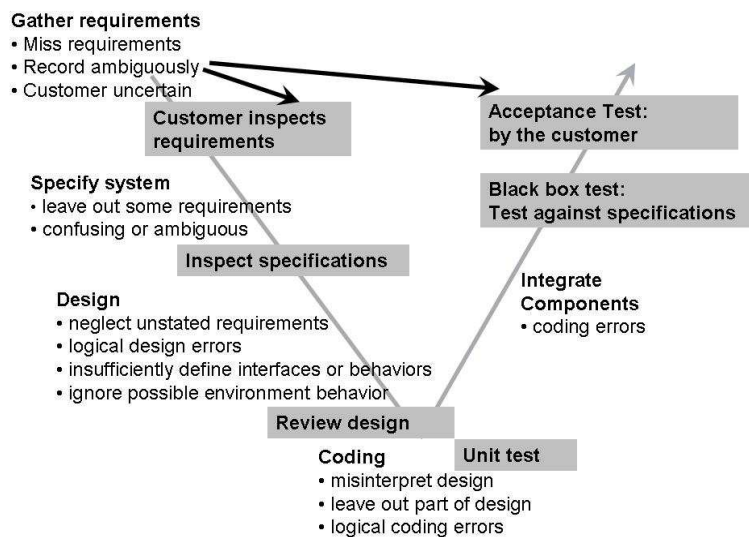 Gather requirements
• Miss requirements
• Record ambiguously
• Customer uncertain
Customer inspects
requirements
Acceptance Test:
by the customer
Specify system
• leave out some requirements
• confusing or ambiguous
Black box test:
Test against specifications
Inspect specifications
Design
• neglect unstated requirements
• logical design errors
• insufficiently define interfaces or behaviors
• ignore possible environment behavior
Integrate
Components
• coding errors
Review design
Unit test
Coding
• misinterpret design
• leave out part of design
• logical coding errors